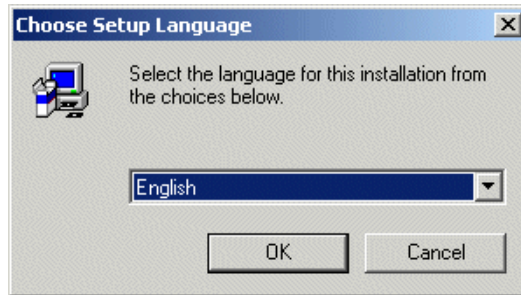 Choose Setup Language
Select the language for this installation from
the choices below.
English
OK
Cancel